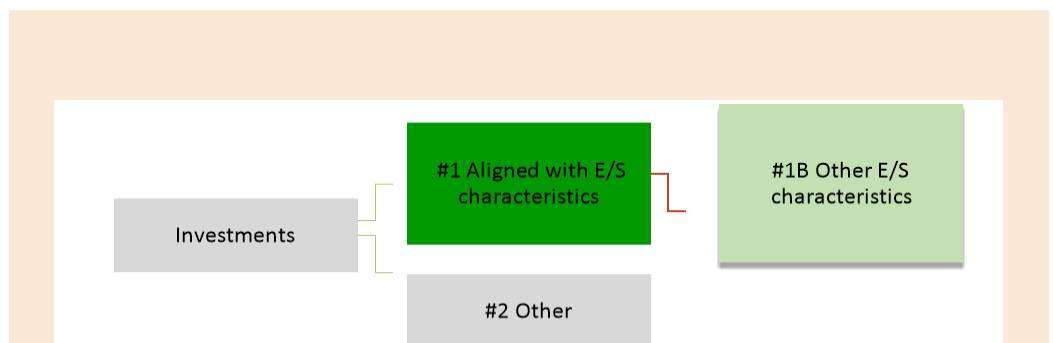 #1 Aligned with E/S
characteristics
#1B Other E/S
characteristics
Investments
#2 Other